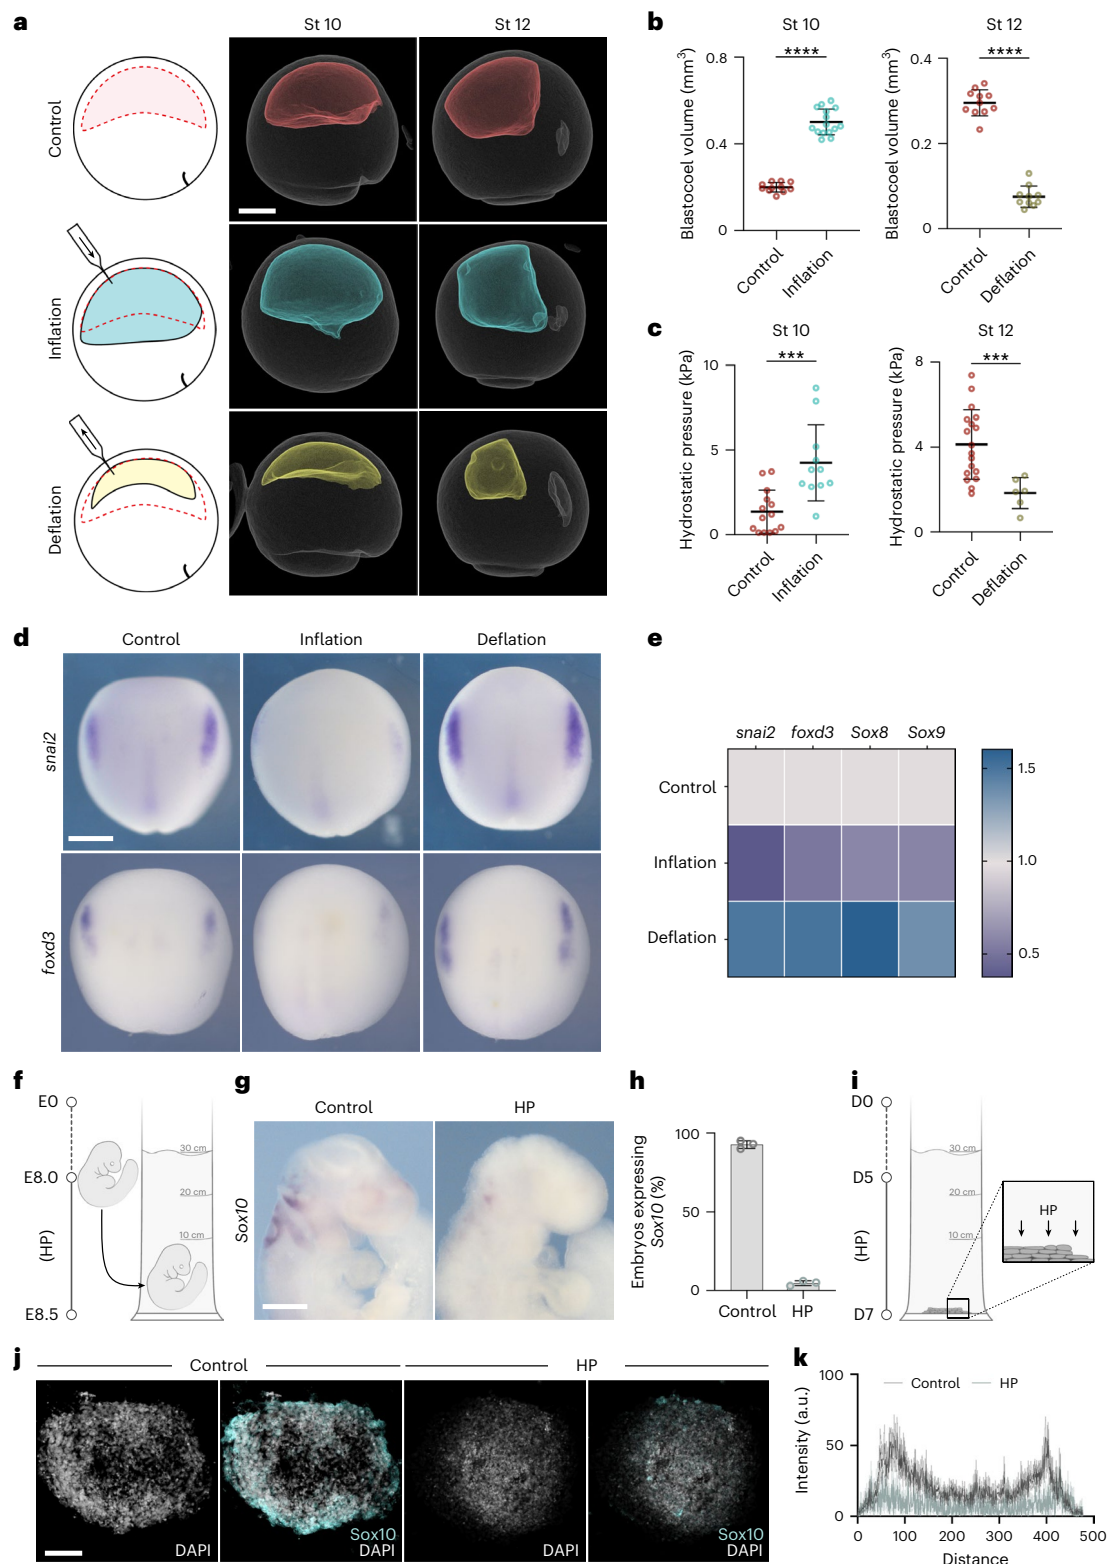 a
St 10
St 12
Control
Inflation
Deflation
b
St 10
Blastocoel volume (mm³)
0.8
0.4
0
****
Control
Inflation
St 12
Blastocoel volume (mm³)
0.4
0.2
0
****
Control
Deflation
c
St 10
Hydrostatic pressure (kPa)
10
5
0
***
Control
Inflation
St 12
Hydrostatic pressure (kPa)
8
4
0
***
Control
Deflation
d
Control
Inflation
Deflation
snai2
foxd3
e
snai2
foxd3
Sox8
Sox9
Control
Inflation
Deflation
1.5
1.0
0.5
f
E0
E8.0
(HP)
E8.5
30 cm
20 cm
10 cm
g
Control
HP
Sox10
h
Embryos expressing
Sox10 (%)
100
50
0
Control
HP
i
D0
D5
(HP)
D7
30 cm
20 cm
10 cm
HP
j
Control
HP
DAPI
Sox10
DAPI
DAPI
Sox10
DAPI
k
Control
HP
Intensity (a.u.)
100
50
0
0
100
200
300
400
500
Distance